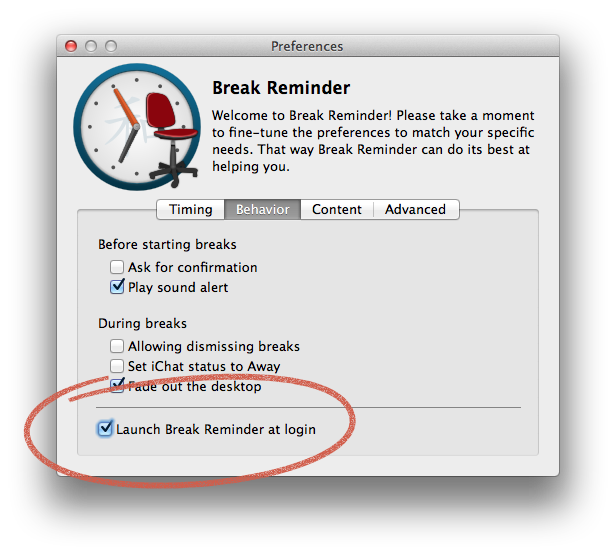 Preferences
Break Reminder
Welcome to Break Reminder! Please take a moment
to fine-tune the preferences to match your specific
needs. That way Break Reminder can do its best at
helping you.
Timing Behavior Content Advanced
Before starting breaks
Ask for confirmation
Play sound alert
During breaks
Allowing dismissing breaks
Set iChat status to Away
Fade out the desktop
Launch Break Reminder at login